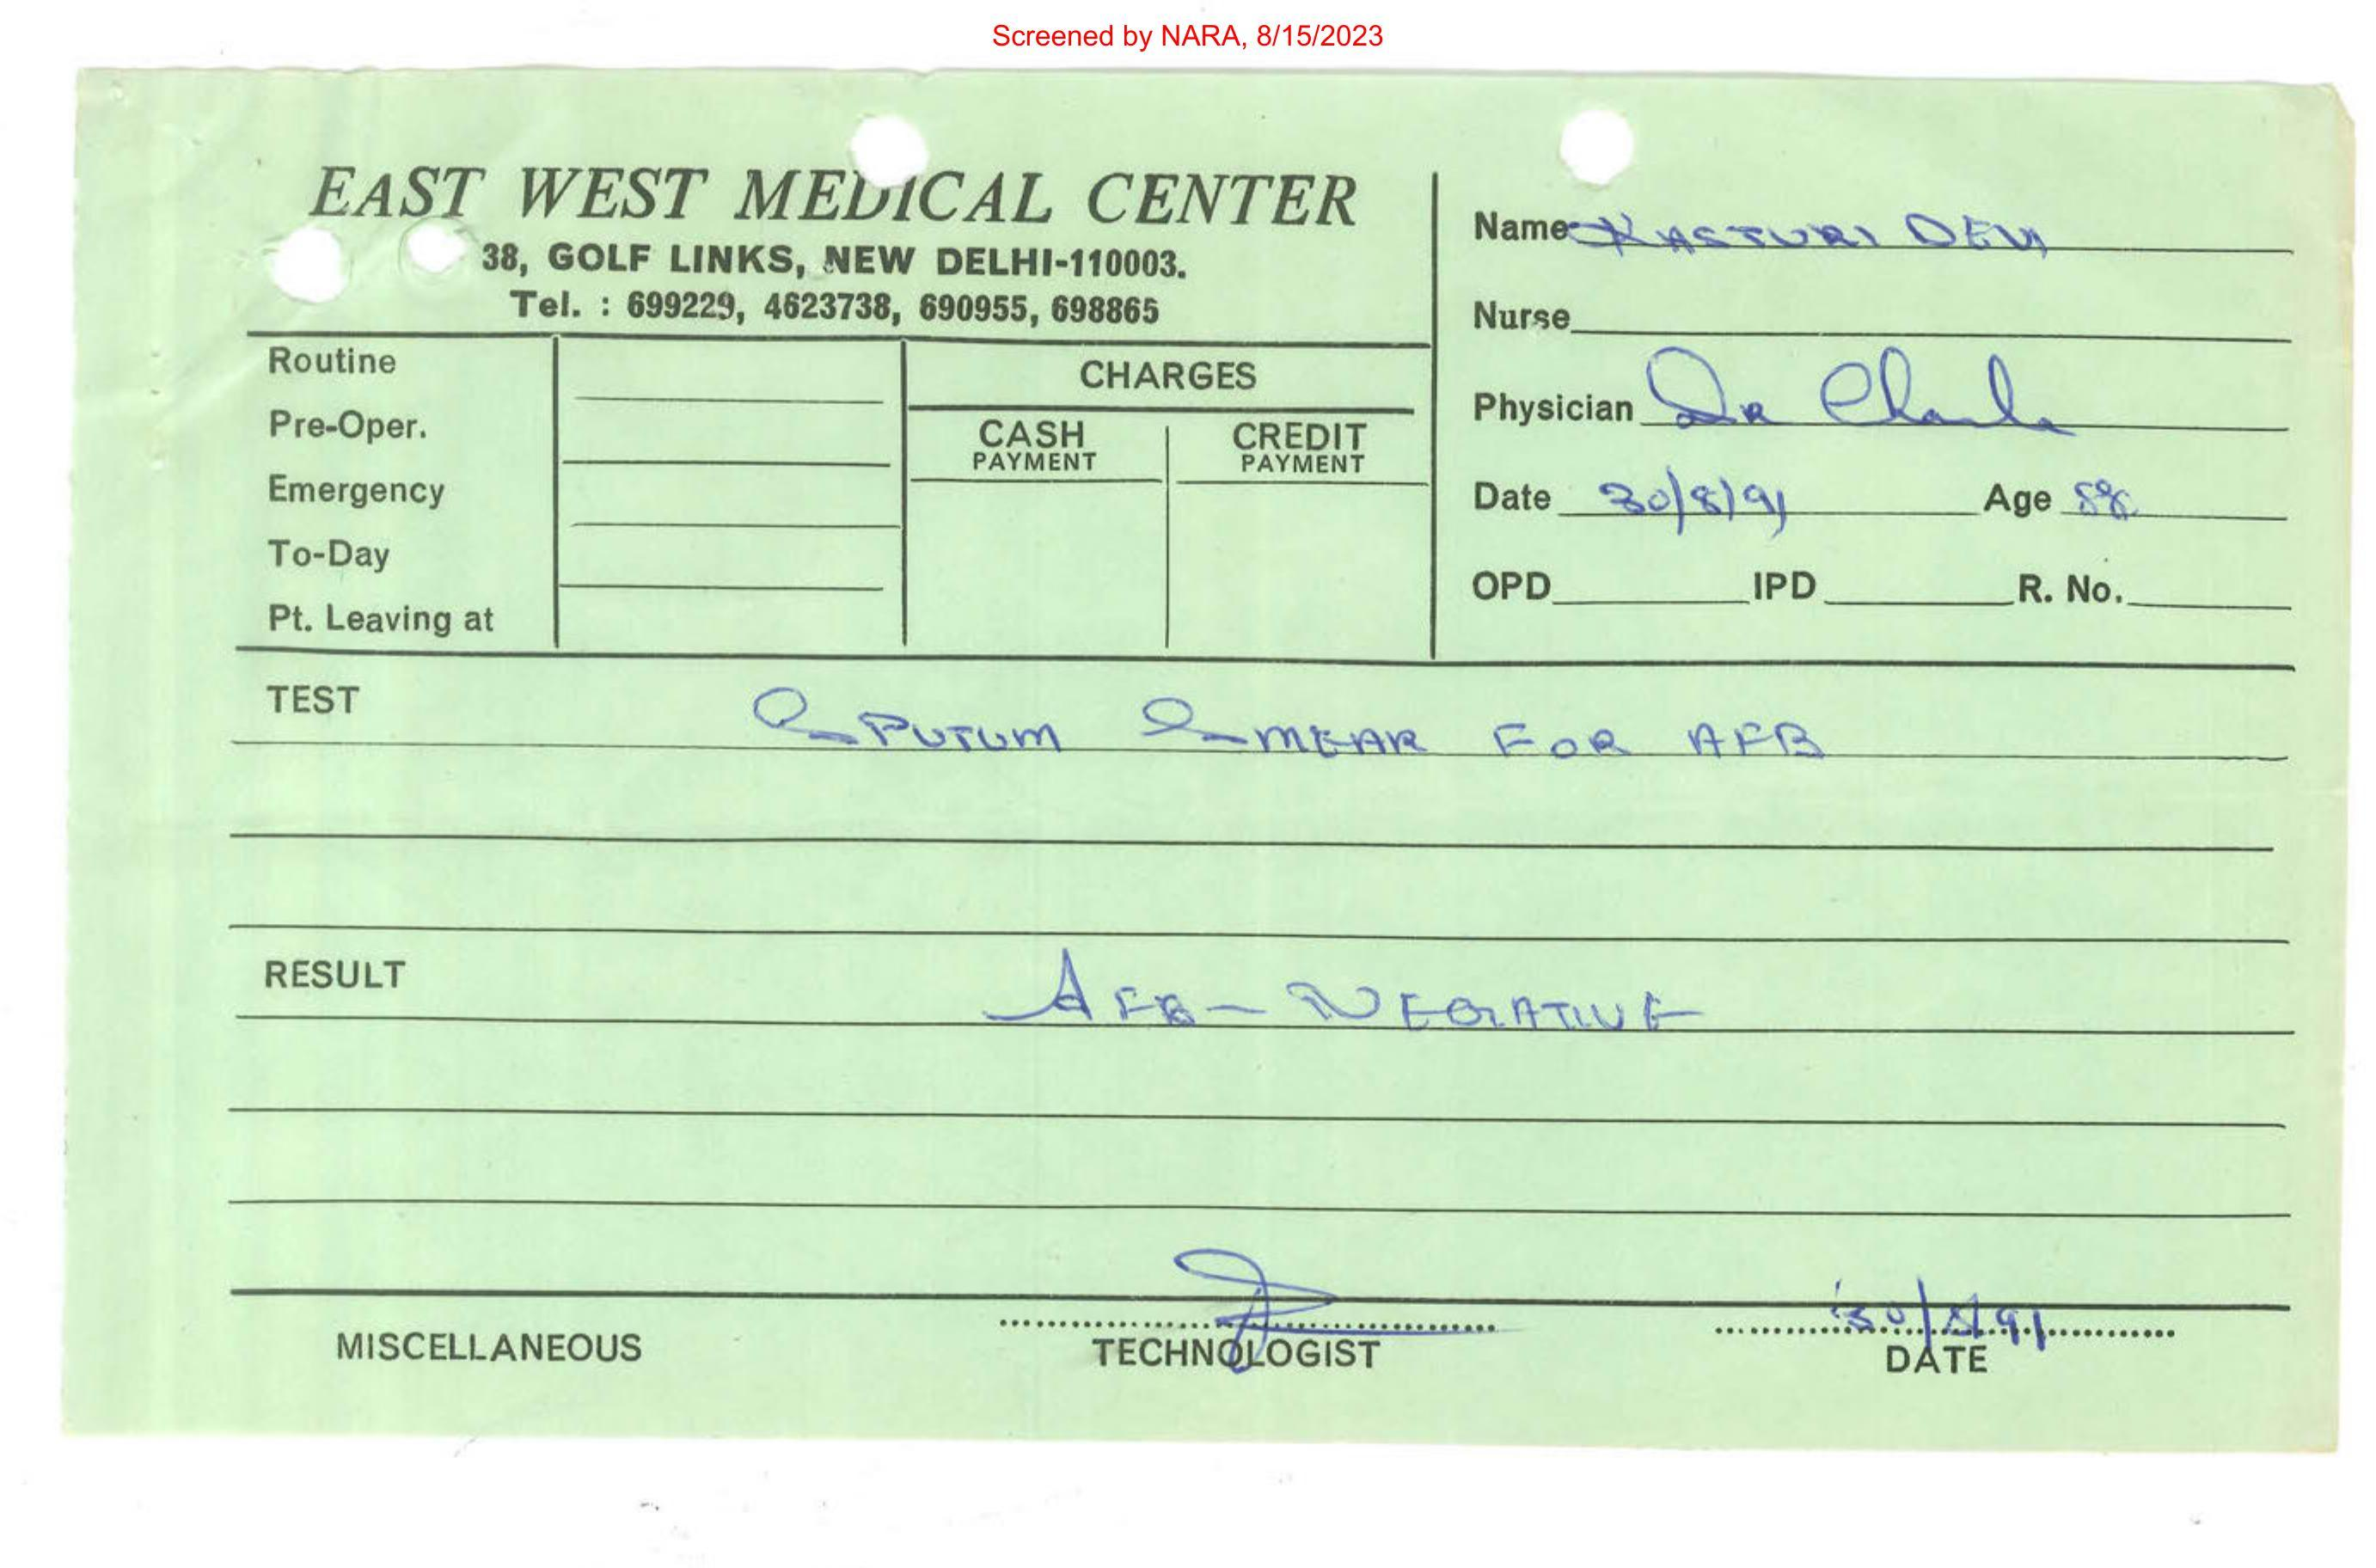 Screened by NARA, 8/15/2023
EAST WEST MEDICAL CENTER
38, GOLF LINKS, NEW DELHI-110003.
Tel. : 699229, 4623738, 690955, 698865
Name KASTURI DEVI
Nurse
Physician DR Chawla
Date 30/8/91 Age
OPD IPD R. No.
Routine
Pre-Oper.
Emergency
To-Day
Pt. Leaving at
CHARGES
CASH PAYMENT
CREDIT PAYMENT
TEST SPUTUM SMEAR FOR AFB
RESULT AFB - NEGATIVE
30/8/91
MISCELLANEOUS TECHNOLOGIST DATE